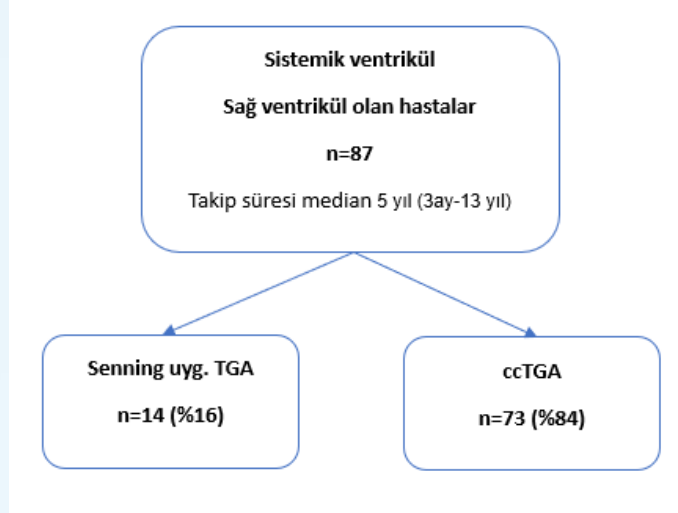 Sistemik ventrikül
Sağ ventrikül olan hastalar
n=87
Takip süresi median 5 yıl (3ay-13 yıl)
Senning uyg. TGA
n=14 (%16)
ccTGA
n=73 (%84)